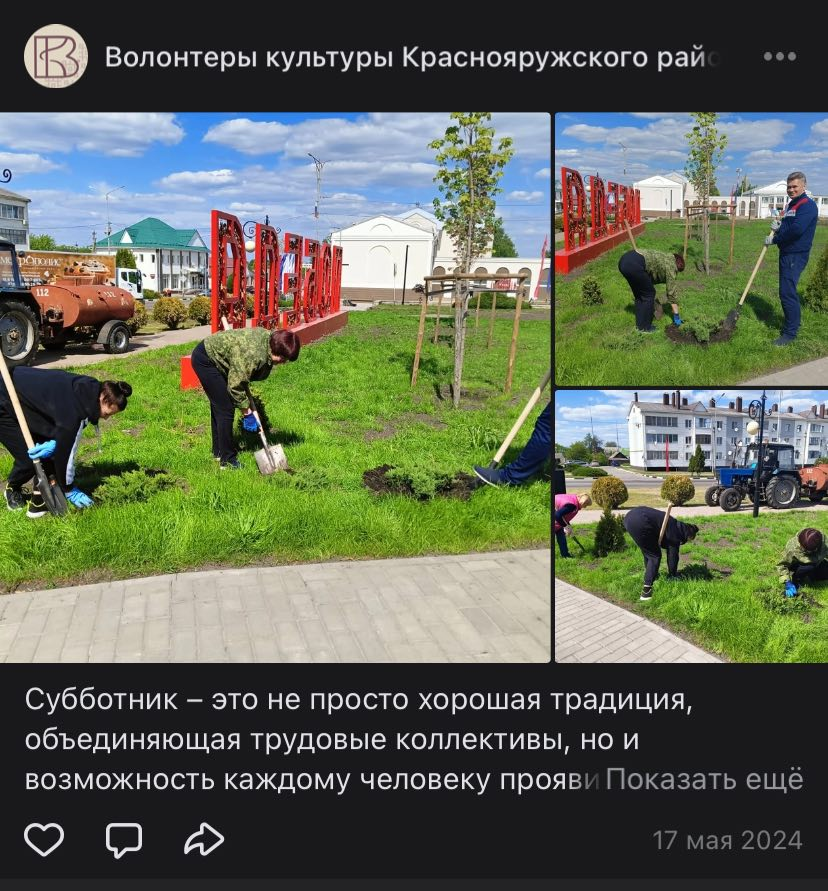 Волонтеры культуры Краснояружского рай
112
Субботник – это не просто хорошая традиция,
объединяющая трудовые коллективы, но и
возможность каждому человеку прояви Показать ещё
17 мая 2024